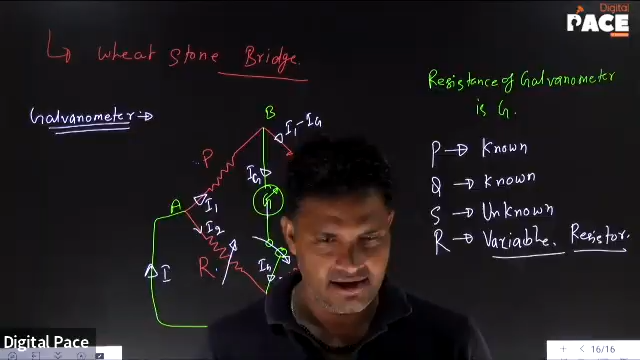 Digital
PACE
↳ Wheat stone Bridge.
Resistance of Galvanometer
is G.
Galvanometer →
B
I1 - IG
P
P → Known
IG
Q → Known
G
A
I1
S → Unknown
I2
R → Variable Resistor.
R
I
IG
Digital Pace
16/16